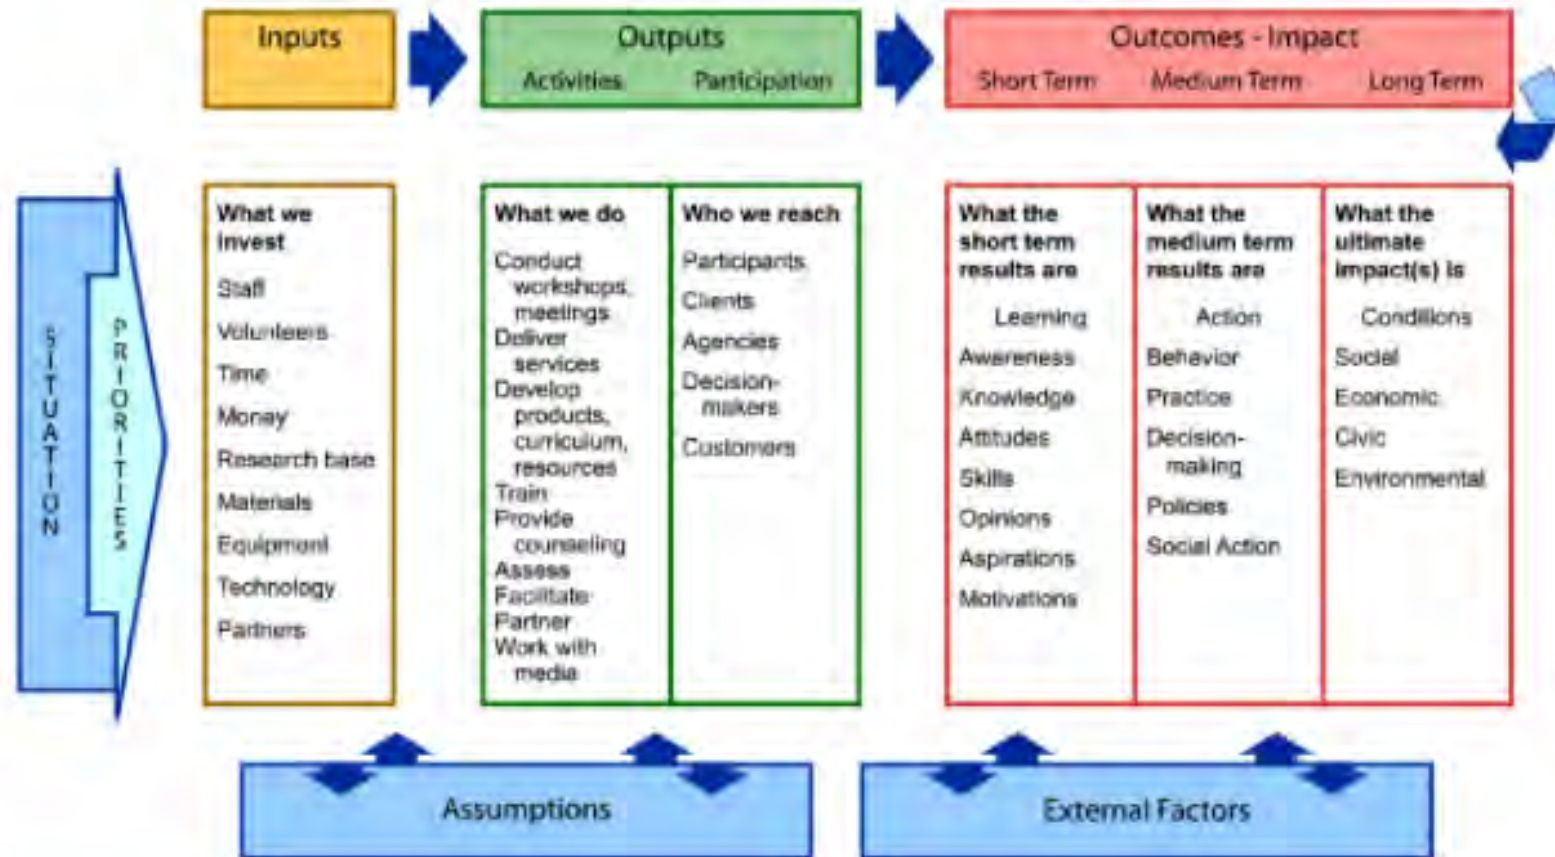 Inputs
Outputs
Activities
Participation
Outcomes - Impact
Short Term
Medium Term
Long Term
SITUATION
PRIORITIES
What we
invest
Staff
Volunteers
Time
Money
Research base
Materials
Equipment
Technology
Partners
What we do
Conduct
workshops,
meetings
Deliver
services
Develop
products,
curriculum,
resources
Train
Provide
counseling
Assess
Facilitate
Partner
Work with
media
Who we reach
Participants
Clients
Agencies
Decision-
makers
Customers
What the
short term
results are
Learning
Awareness
Knowledge
Attitudes
Skills
Opinions
Aspirations
Motivations
What the
medium term
results are
Action
Behavior
Practice
Decision-
making
Policies
Social Action
What the
ultimate
impact(s) is
Conditions
Social
Economic
Civic
Environmental
Assumptions
External Factors